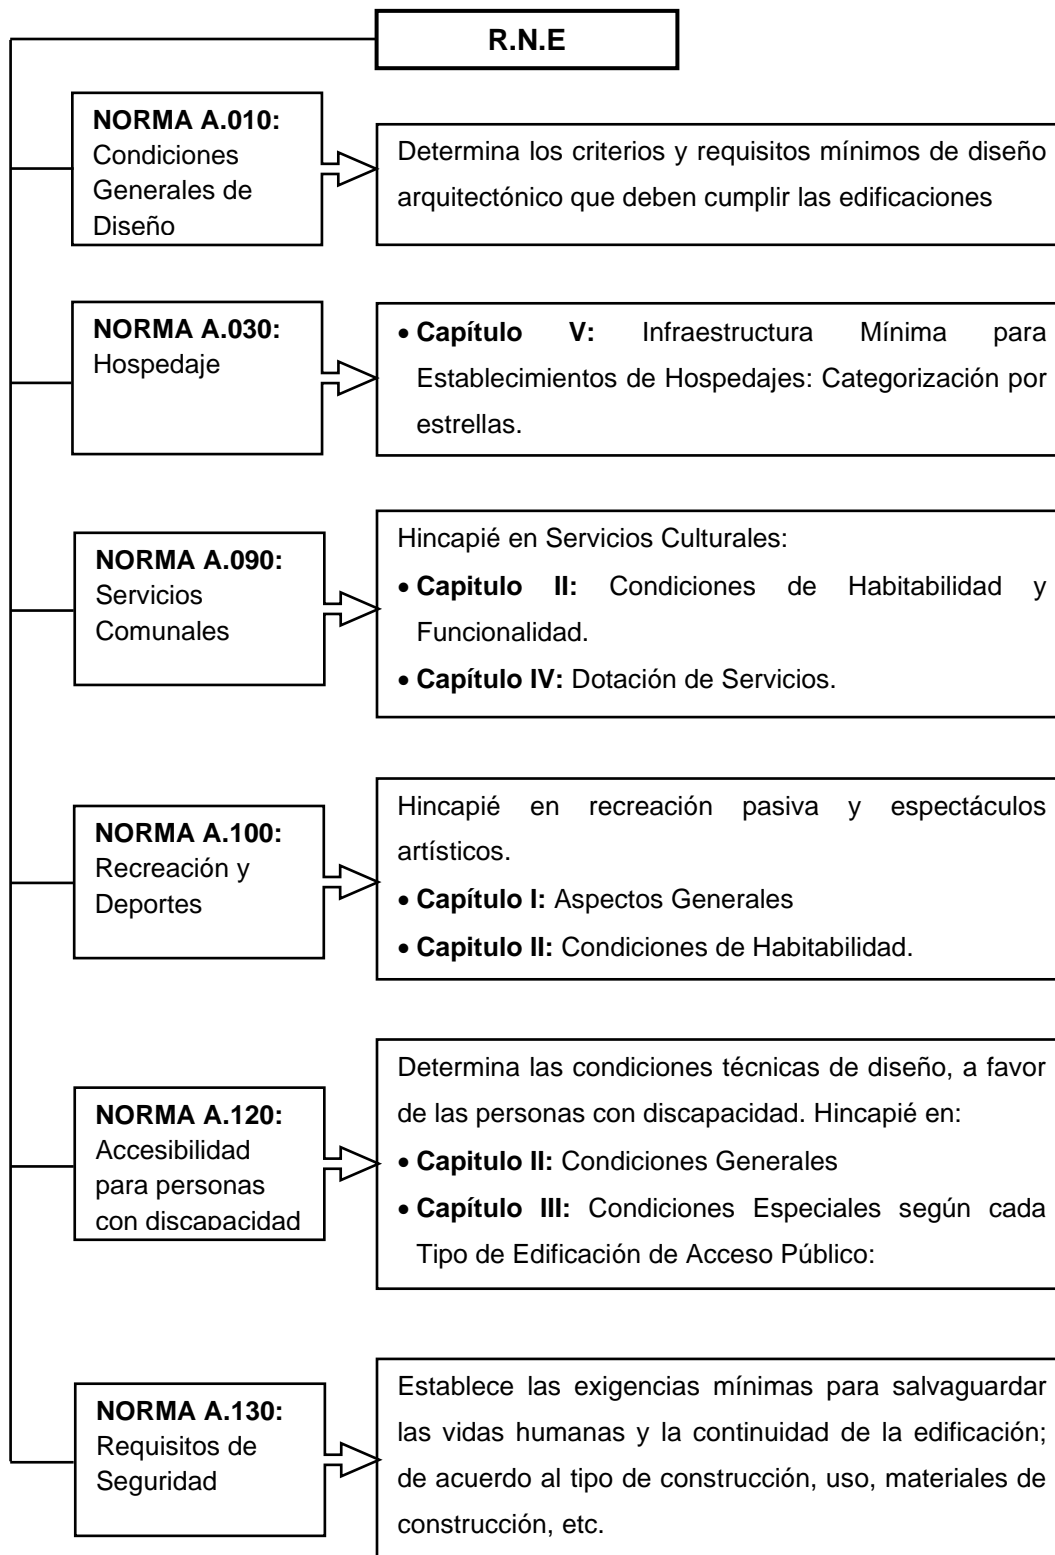 R.N.E
NORMA A.010:
Condiciones
Generales de
Diseño
Determina los criterios y requisitos mínimos de diseño
arquitectónico que deben cumplir las edificaciones
NORMA A.030:
Hospedaje
• Capítulo V: Infraestructura Mínima para
Establecimientos de Hospedajes: Categorización por
estrellas.
NORMA A.090:
Servicios
Comunales
Hincapié en Servicios Culturales:
• Capitulo II: Condiciones de Habitabilidad y
Funcionalidad.
• Capítulo IV: Dotación de Servicios.
NORMA A.100:
Recreación y
Deportes
Hincapié en recreación pasiva y espectáculos
artísticos.
• Capítulo I: Aspectos Generales
• Capitulo II: Condiciones de Habitabilidad.
NORMA A.120:
Accesibilidad
para personas
con discapacidad
Determina las condiciones técnicas de diseño, a favor
de las personas con discapacidad. Hincapié en:
• Capitulo II: Condiciones Generales
• Capítulo III: Condiciones Especiales según cada
Tipo de Edificación de Acceso Público:
NORMA A.130:
Requisitos de
Seguridad
Establece las exigencias mínimas para salvaguardar
las vidas humanas y la continuidad de la edificación;
de acuerdo al tipo de construcción, uso, materiales de
construcción, etc.